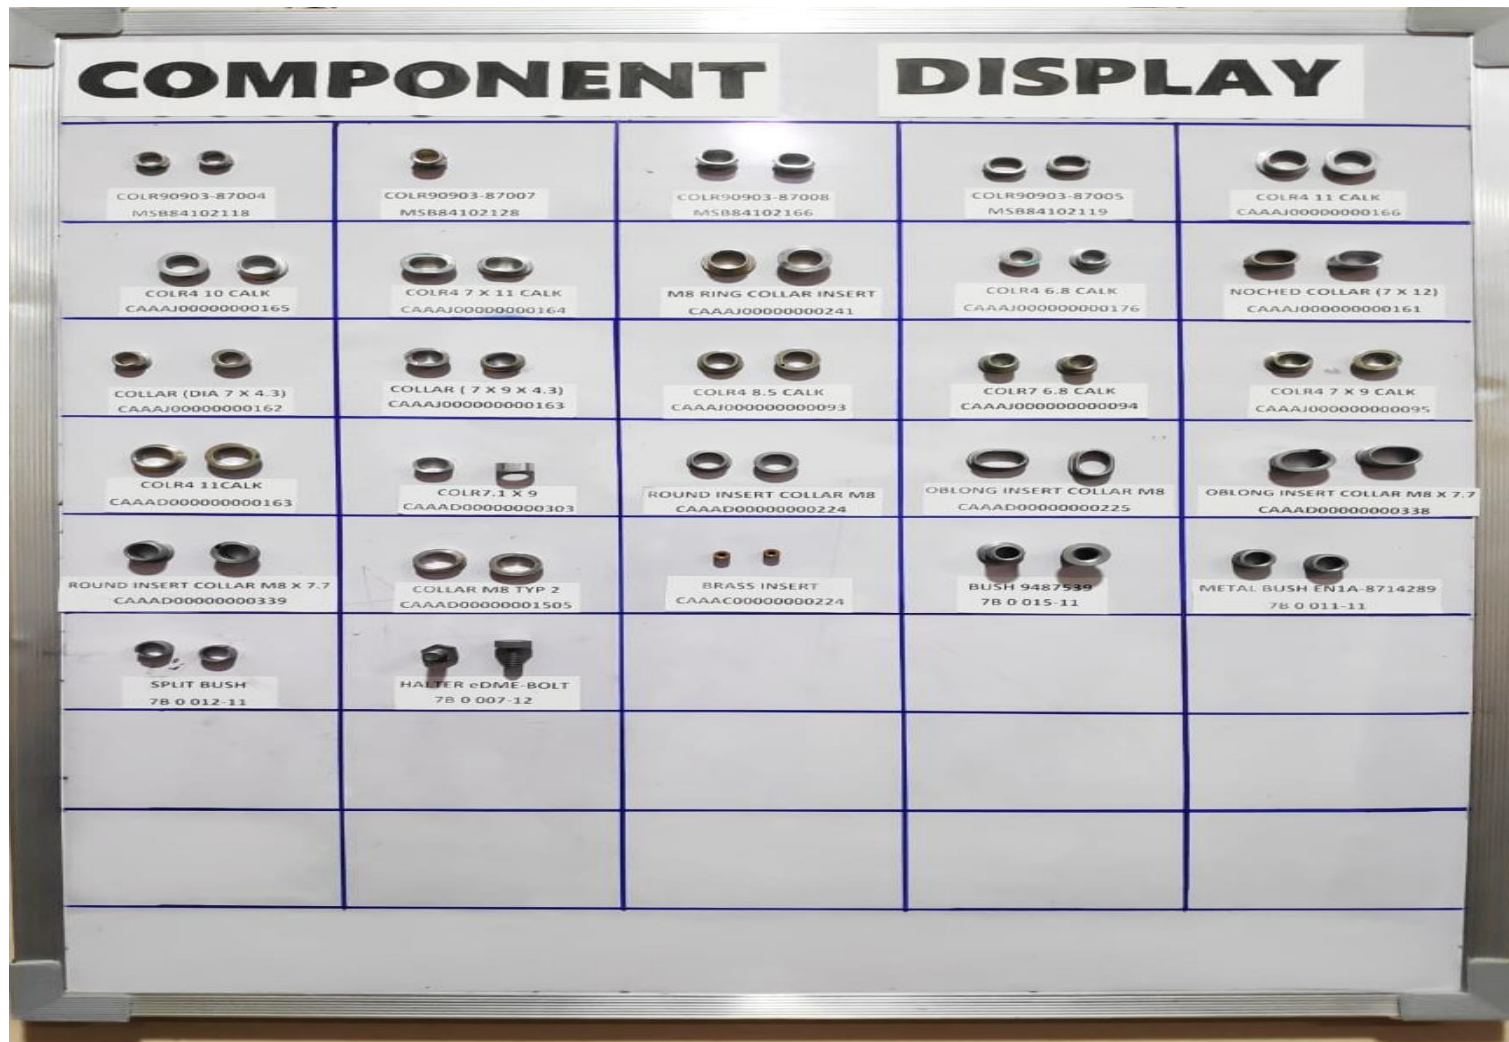 COMPONENT DISPLAY
COLR90903-87004
MSB84102118
COLR90903-87007
MSB84102128
COLR90903-87008
MSB84102166
COLR90903-87005
MSB84102119
COLR4 11 CALK
CAAAJ00000000166
COLR4 10 CALK
CAAAJ00000000165
COLR4 7 X 11 CALK
CAAAJ00000000164
M8 RING COLLAR INSERT
CAAAJ00000000241
COLR4 6.8 CALK
CAAAJ000000000176
NOCHED COLLAR (7 X 12)
CAAAJ000000000161
COLLAR (DIA 7 X 4.3)
CAAAJ000000000162
COLLAR ( 7 X 9 X 4.3)
CAAAJ000000000163
COLR4 8.5 CALK
CAAAJ000000000093
COLR7 6.8 CALK
CAAAJ000000000094
COLR4 7 X 9 CALK
CAAAJ000000000095
COLR4 11CALK
CAAAD000000000163
COLR7.1 X 9
CAAAD00000000303
ROUND INSERT COLLAR M8
CAAAD00000000224
OBLONG INSERT COLLAR M8
CAAAD00000000225
OBLONG INSERT COLLAR M8 X 7.7
CAAAD00000000338
ROUND INSERT COLLAR M8 X 7.7
CAAAD00000000339
COLLAR M8 TYP 2
CAAAD00000001505
BRASS INSERT
CAAAC00000000224
BUSH 9487539
7B 0 015-11
METAL BUSH EN1A-8714289
7B 0 011-11
SPLIT BUSH
7B 0 012-11
HALTER eDME-BOLT
7B 0 007-12